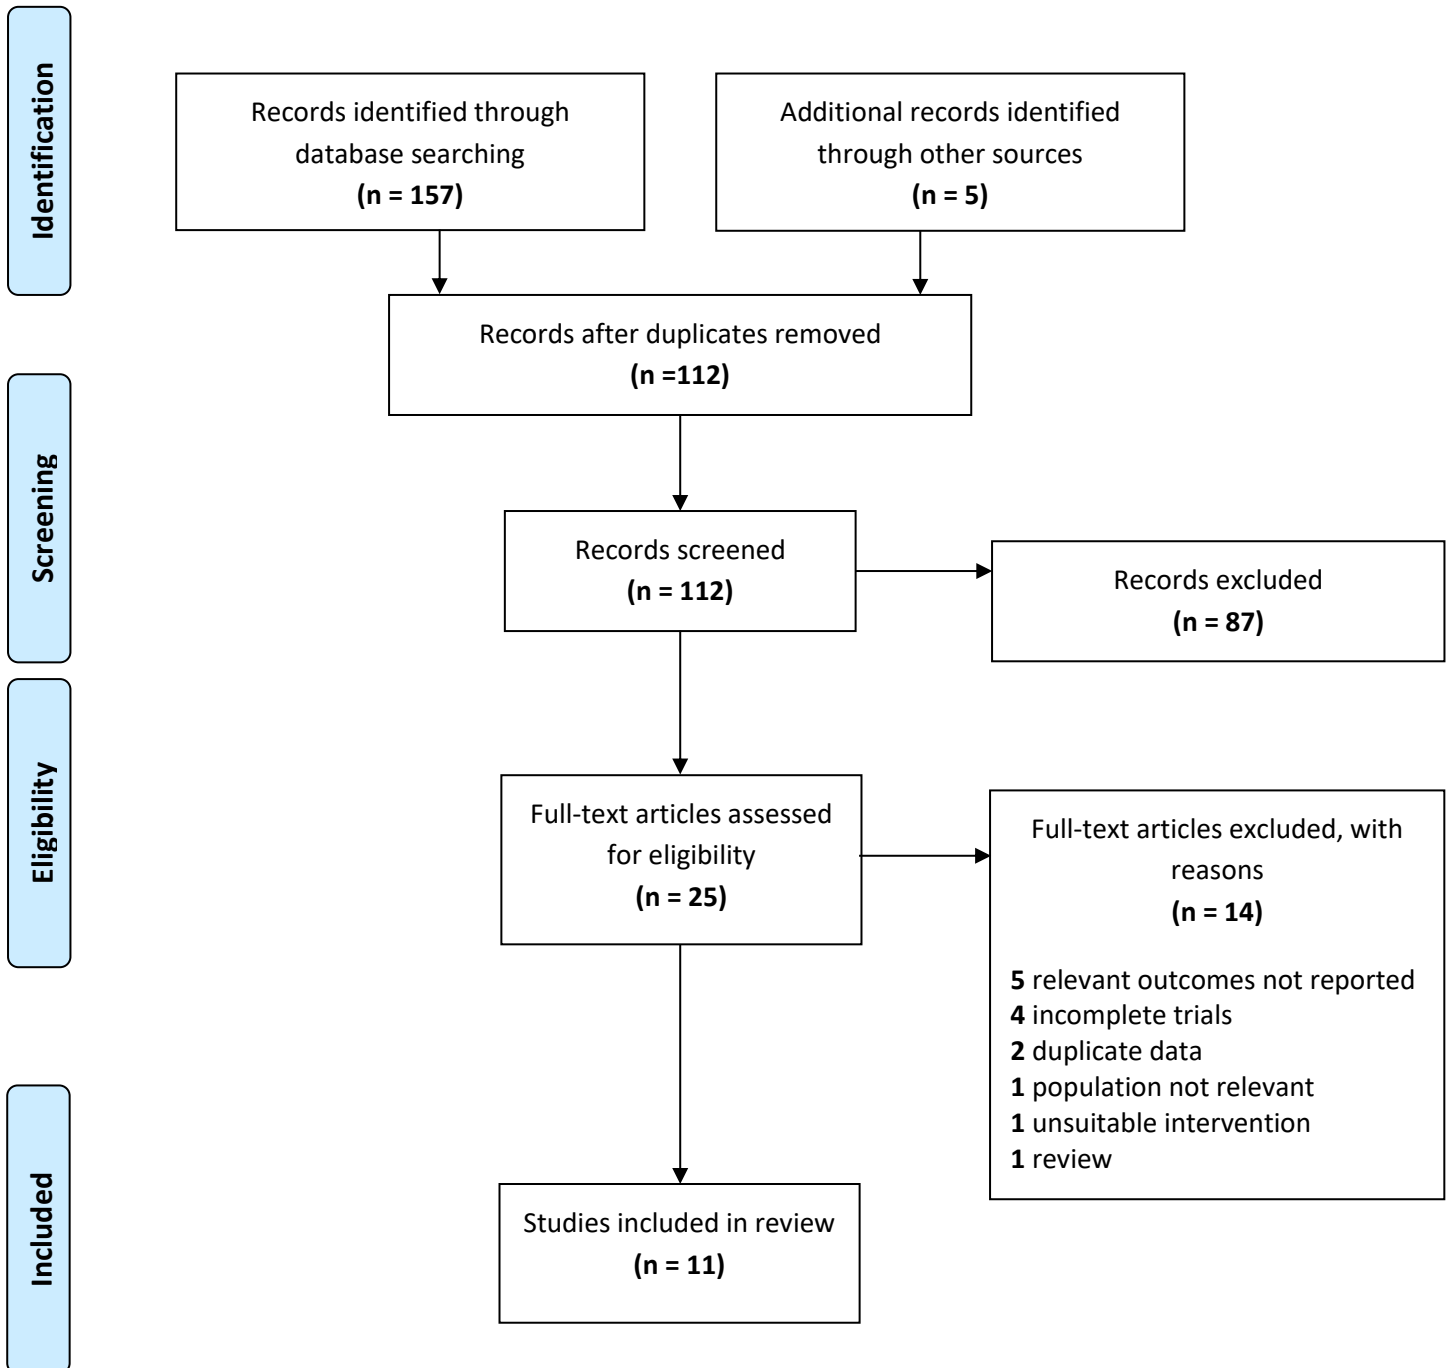 Identification
Records identified through
database searching
(n = 157)
Additional records identified
through other sources
(n = 5)
Records after duplicates removed
(n =112)
Screening
Records screened
(n = 112)
Records excluded
(n = 87)
Eligibility
Full-text articles assessed
for eligibility
(n = 25)
Full-text articles excluded, with
reasons
(n = 14)
5 relevant outcomes not reported
4 incomplete trials
2 duplicate data
1 population not relevant
1 unsuitable intervention
1 review
Included
Studies included in review
(n = 11)